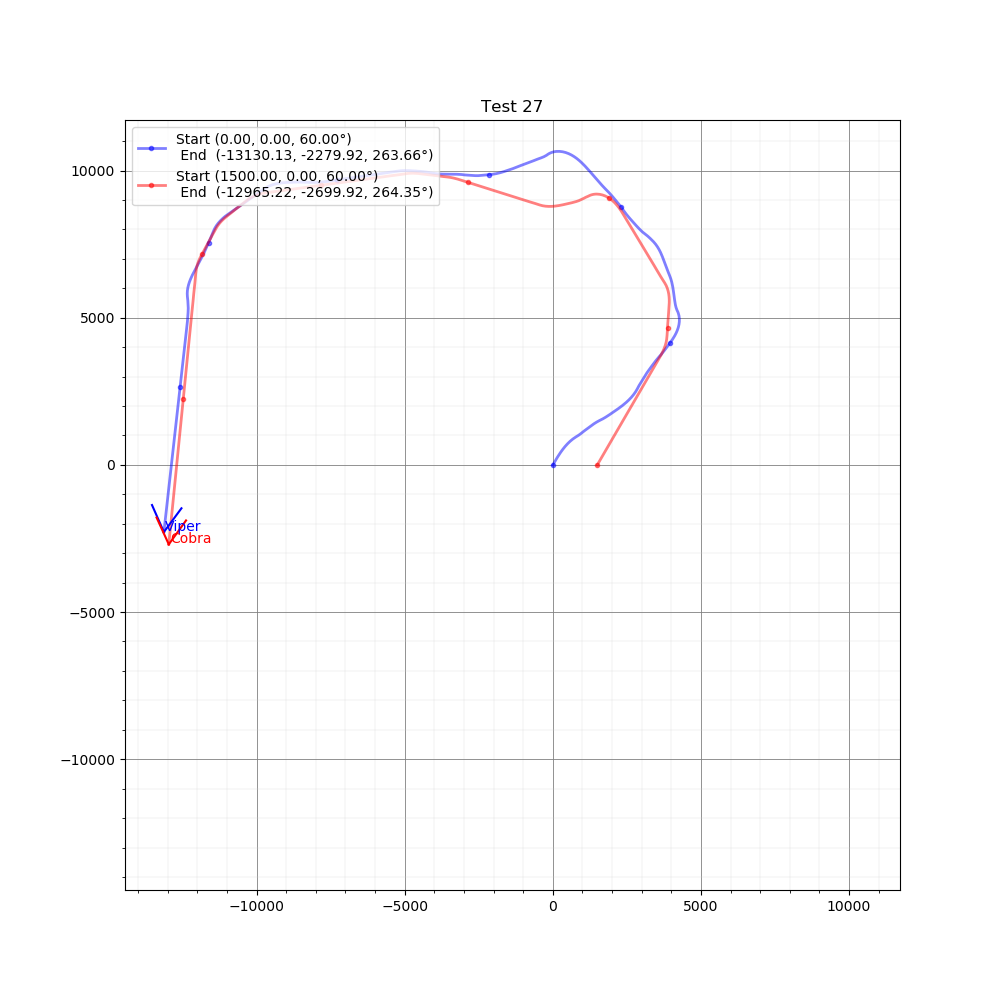 Test 27
Start (0.00, 0.00, 60.00°)
End (-13130.13, -2279.92, 263.66°)
Start (1500.00, 0.00, 60.00°)
End (-12965.22, -2699.92, 264.35°)
10000
5000
0
−5000
−10000
Viper
Cobra
−10000 −5000 0 5000 10000